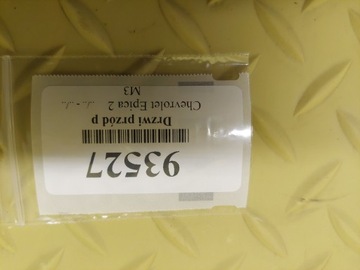 93527
Drzwi przód p
Chevrolet Epica 2
M3